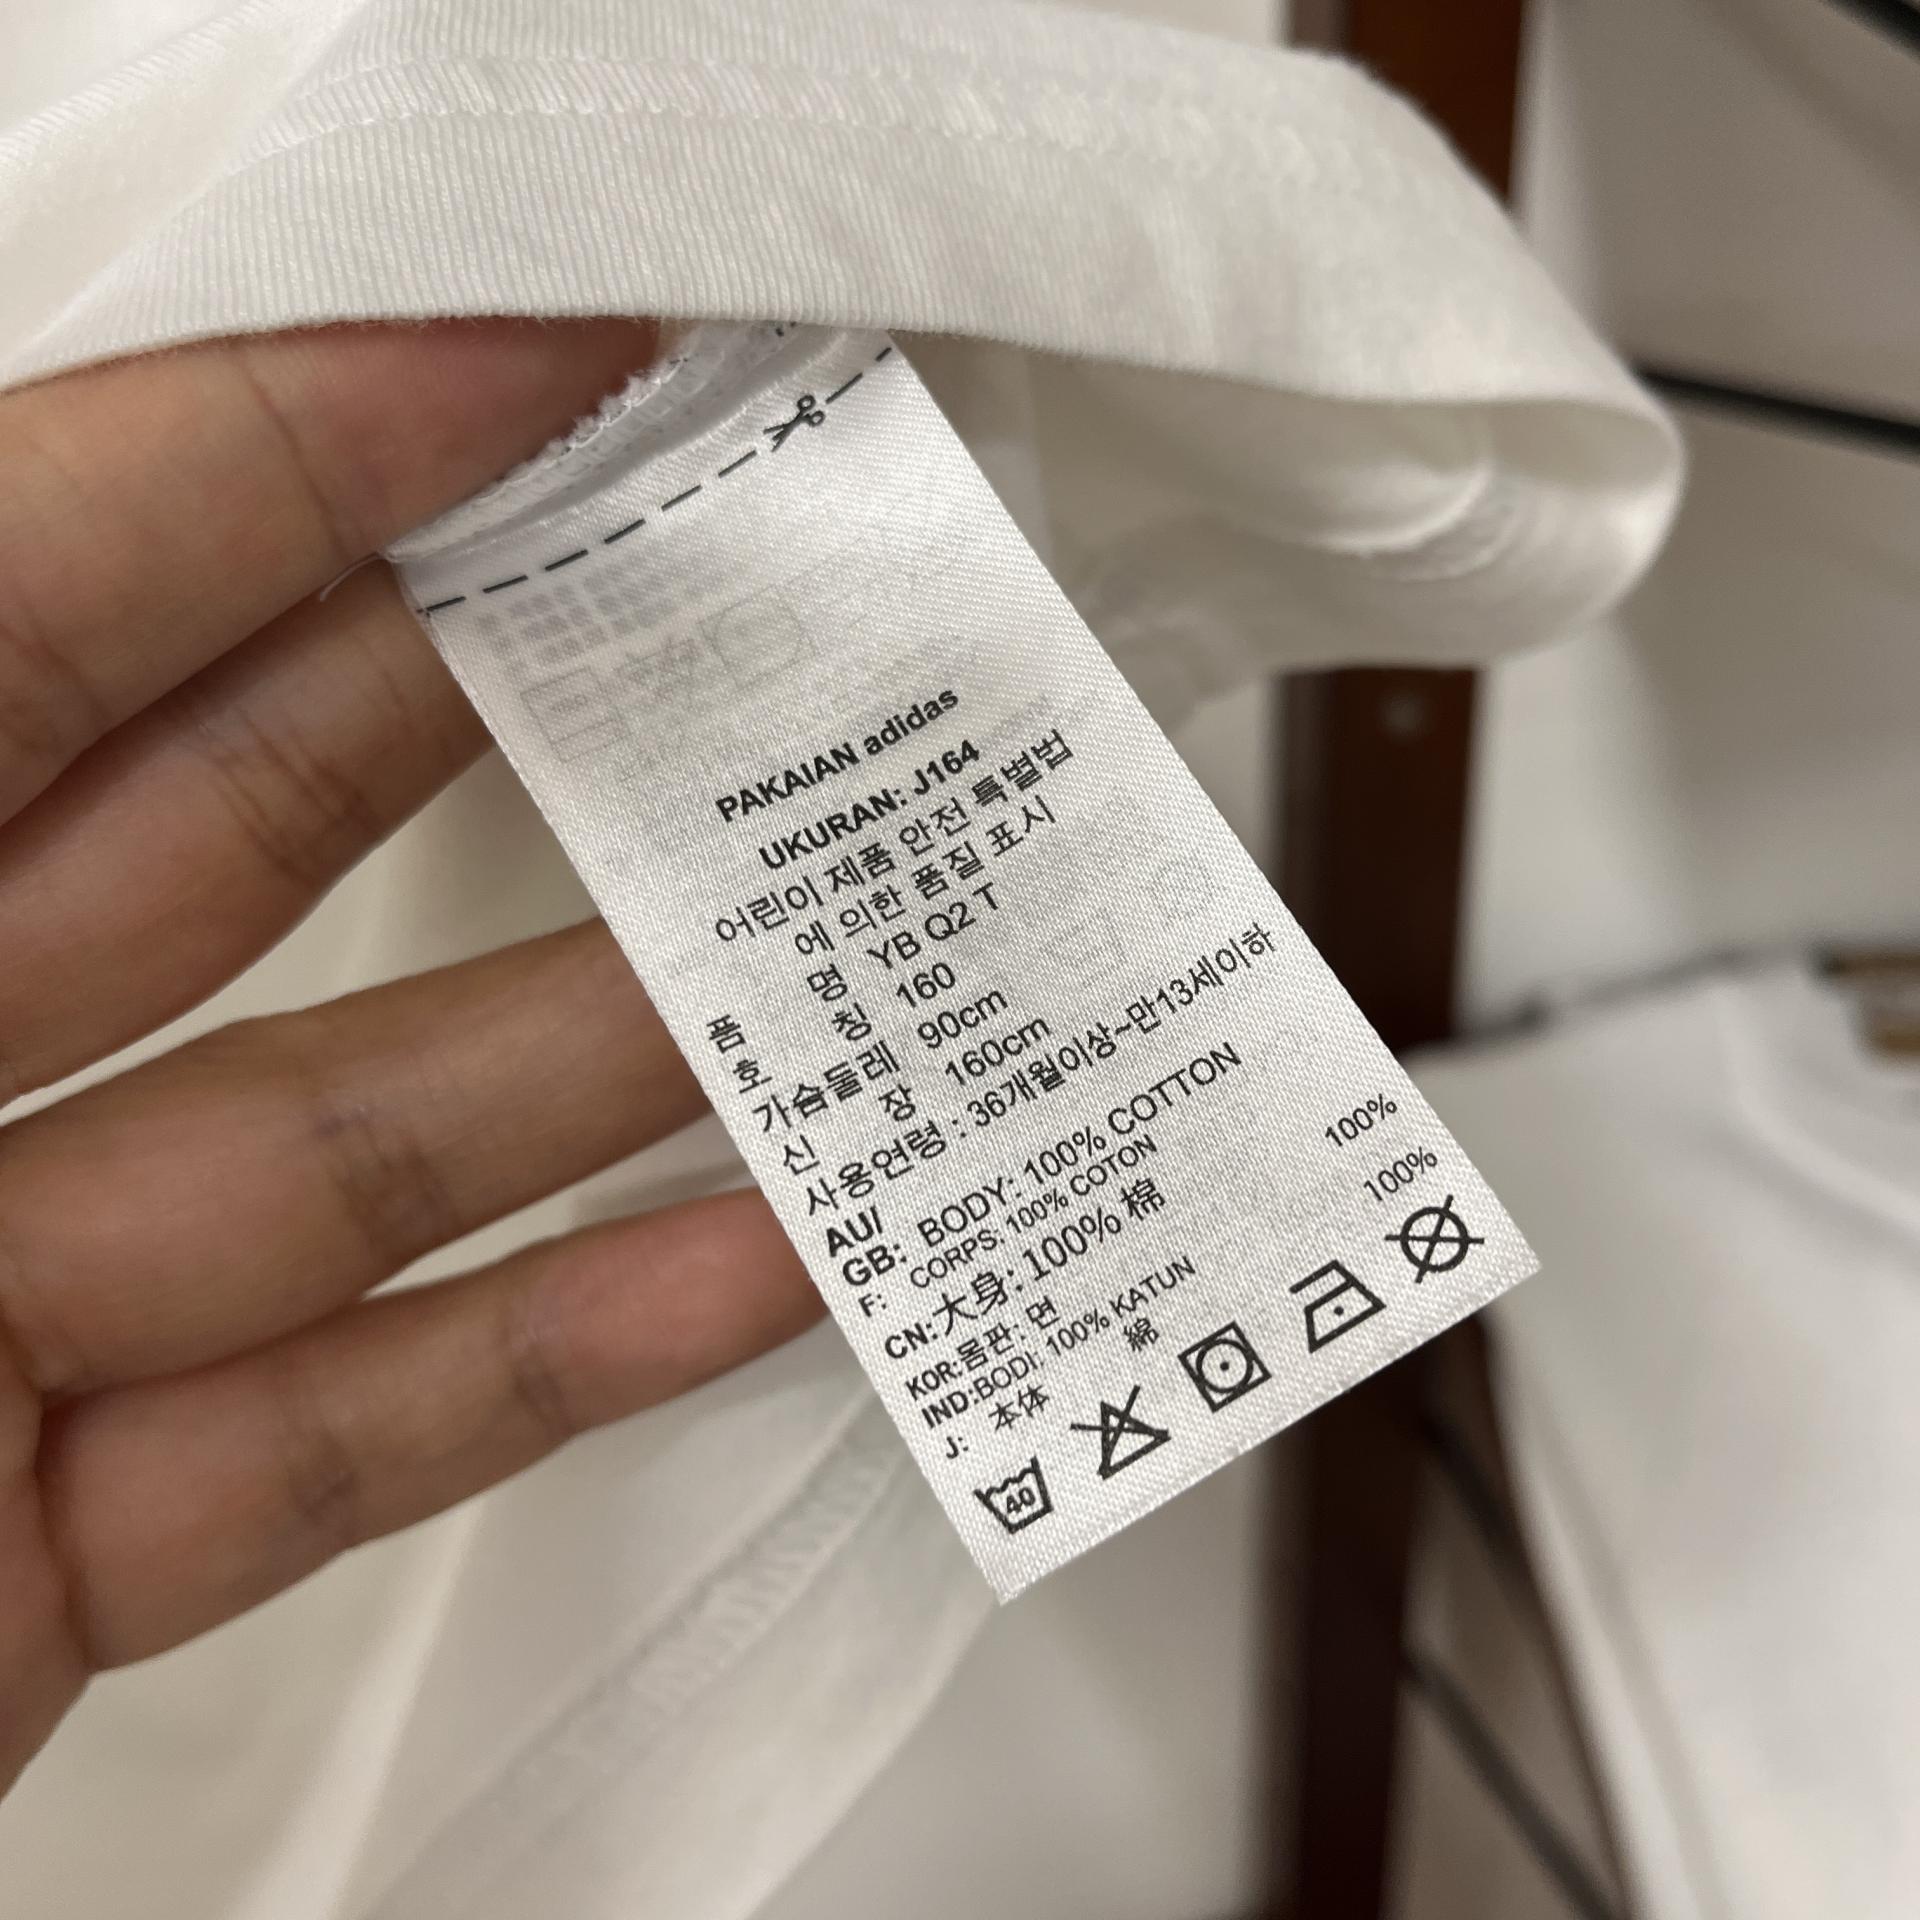 PAKAIAN adidas
UKURAN: J164
어린이 제품 안전 특별법
에 의한 품질 표시
품 명 YB Q2 T
호 칭 160
가슴둘레 90cm
신 장 160cm
사용연령 : 36개월이상~만13세이하
AU/
GB: BODY: 100% COTTON
F: CORPS: 100% COTON
CN:大身: 100% 棉
KOR:몸판: 면 100%
IND:BODI: 100% KATUN
J: 本体 綿 100%
40